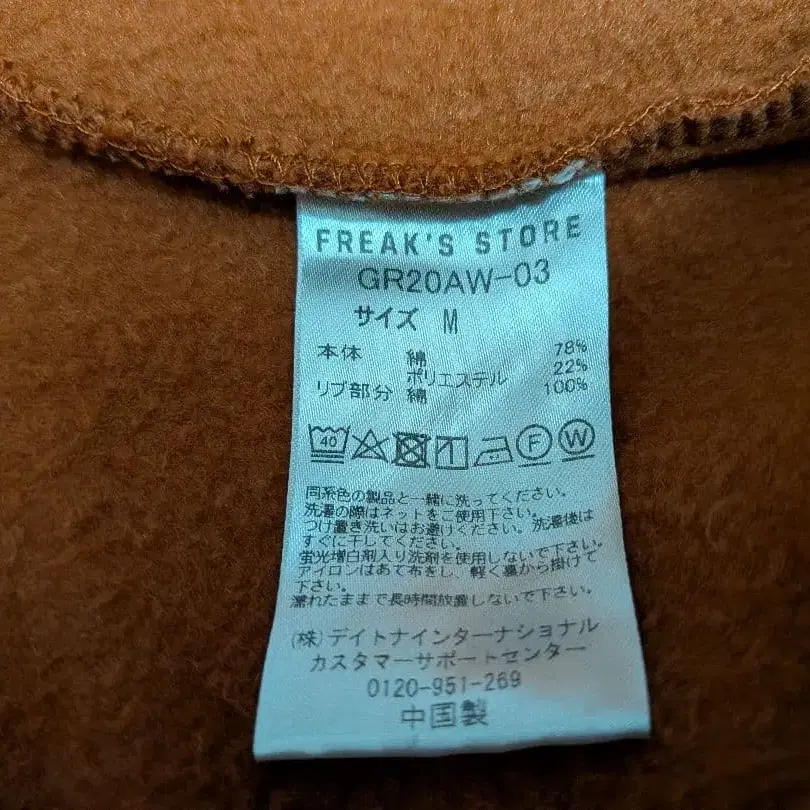 FREAK'S STORE
GR20AW-03
サイズ M
本体 綿 78%
ポリエステル 22%
リブ部分 綿 100%
40 F W
同系色の製品と一緒に洗ってください。
洗濯の際はネットをご使用下さい。
つけ置き洗いはお避けください。洗濯後は
すぐに干してください。
蛍光増白剤入り洗剤を使用しないで下さい。
アイロンはあて布をし、軽く裏から掛けて
下さい。
濡れたままで長時間放置しないで下さい。
(株)デイトナインターナショナル
カスタマーサポートセンター
0120-951-269
中国製